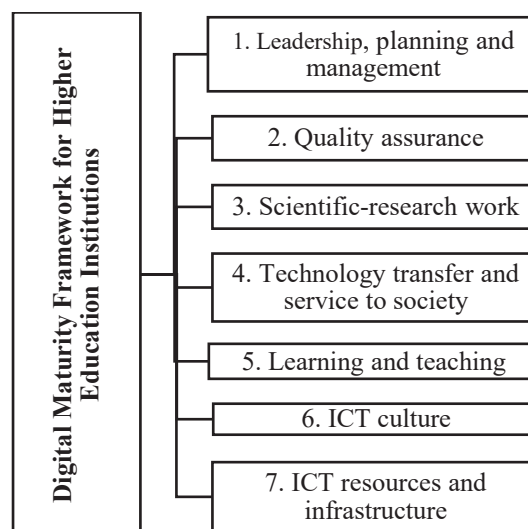 Digital Maturity Framework for Higher
Education Institutions
1. Leadership, planning and
management
2. Quality assurance
3. Scientific-research work
4. Technology transfer and
service to society
5. Learning and teaching
6. ICT culture
7. ICT resources and
infrastructure